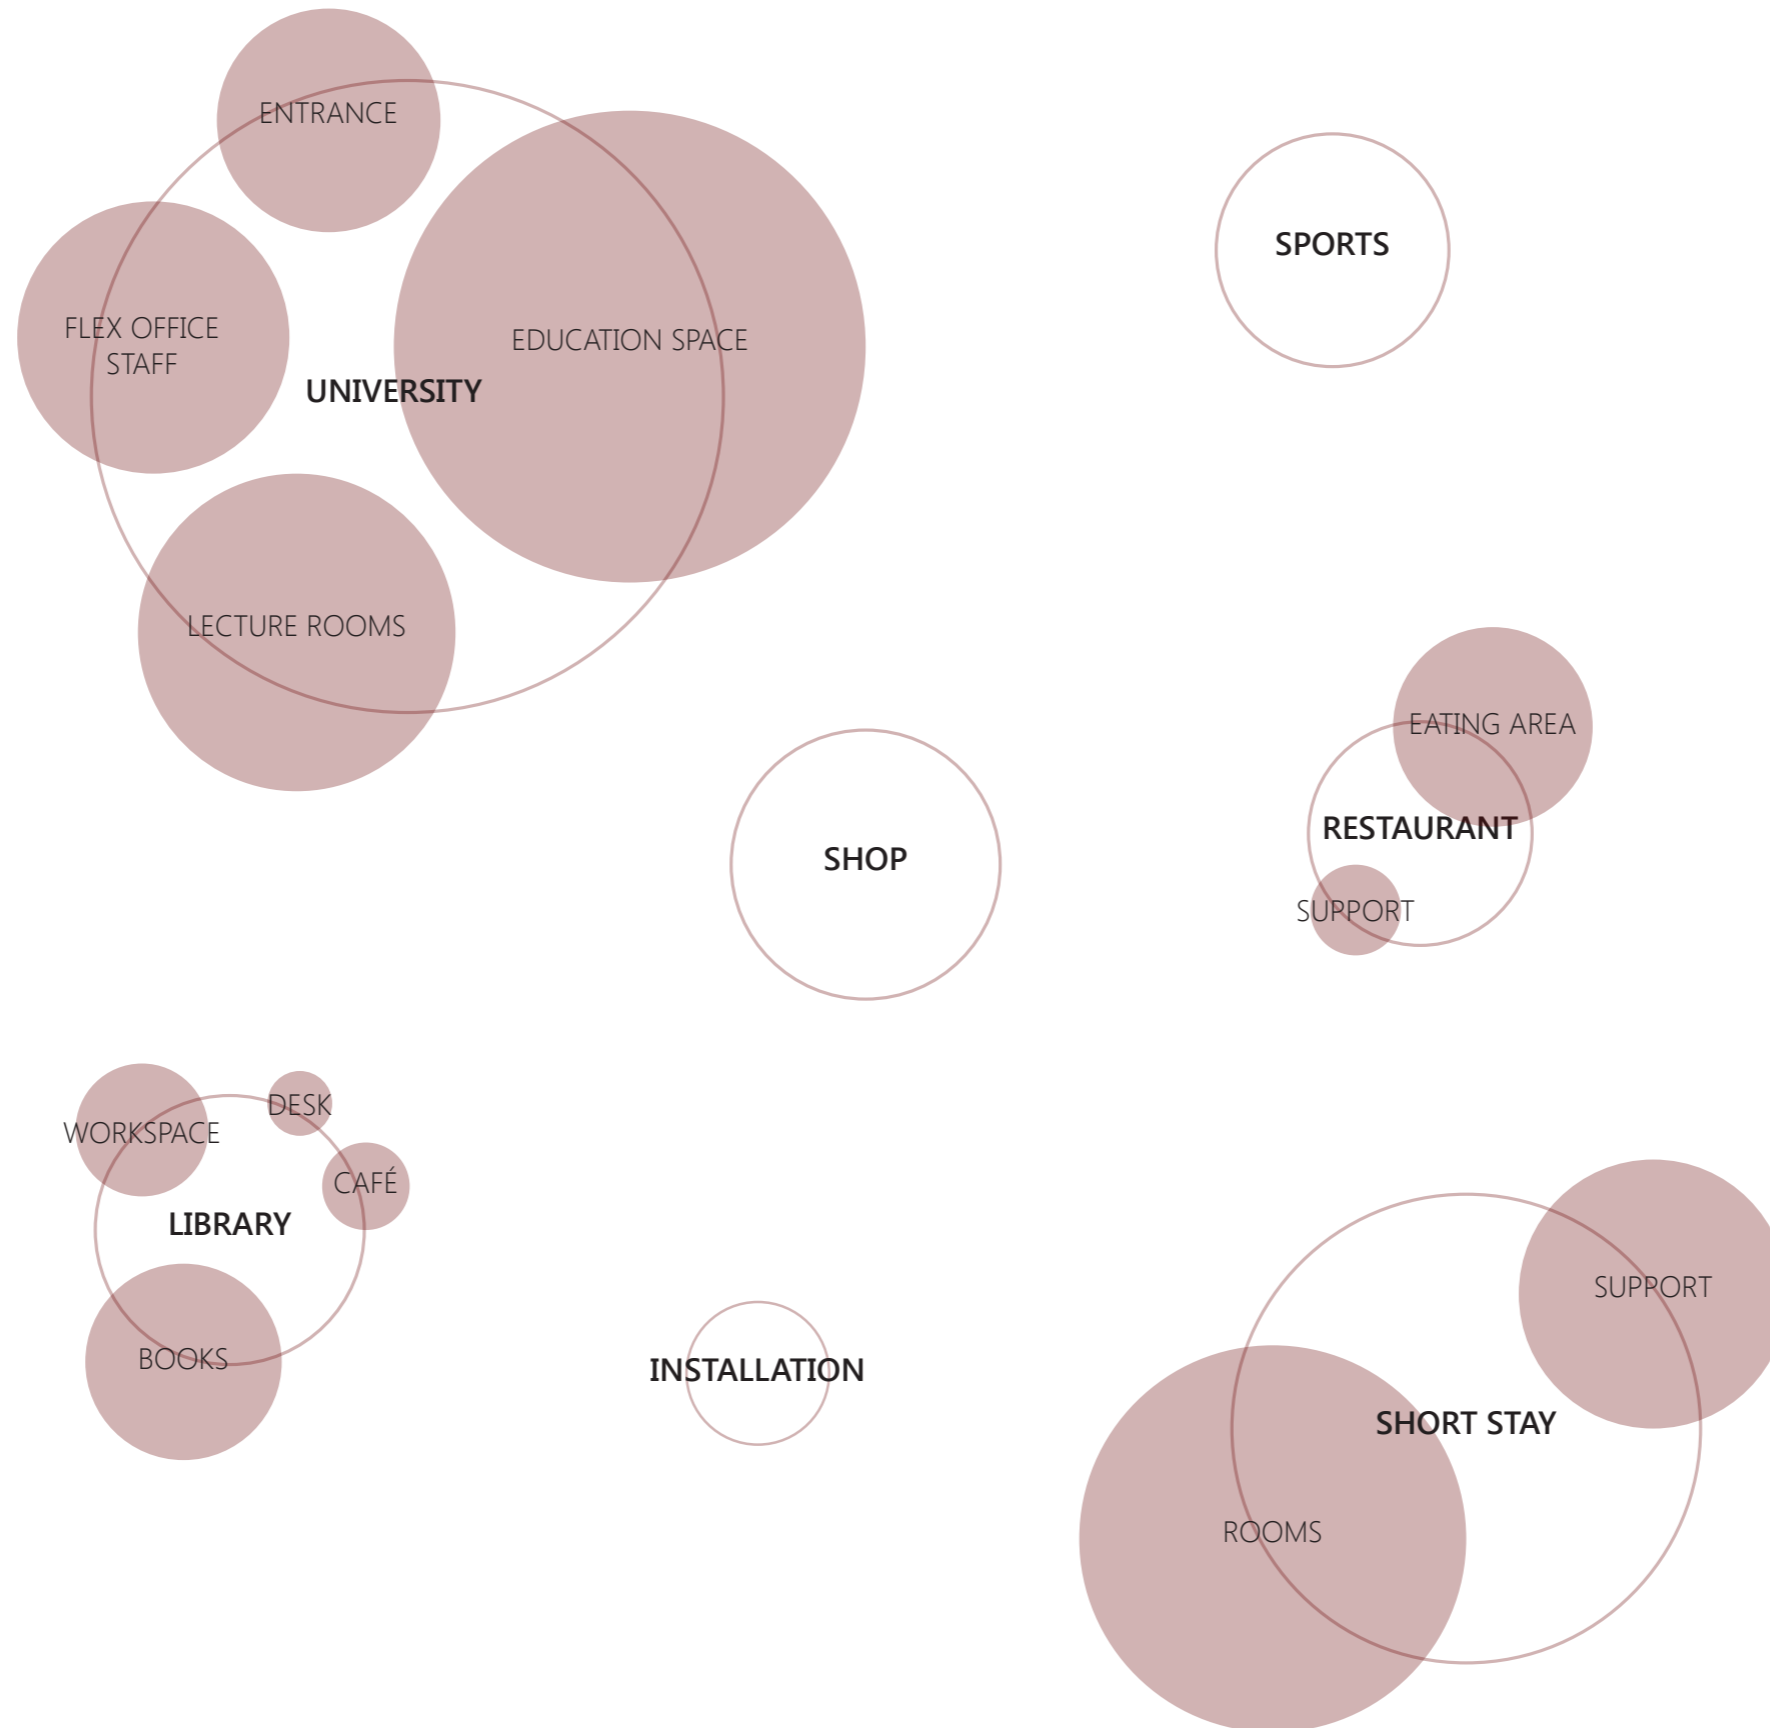 ENTRANCE
SPORTS
FLEX OFFICE
STAFF
EDUCATION SPACE
UNIVERSITY
LECTURE ROOMS
EATING AREA
RESTAURANT
SHOP
SUPPORT
DESK
WORKSPACE
CAFÉ
LIBRARY
BOOKS
INSTALLATION
SUPPORT
SHORT STAY
ROOMS